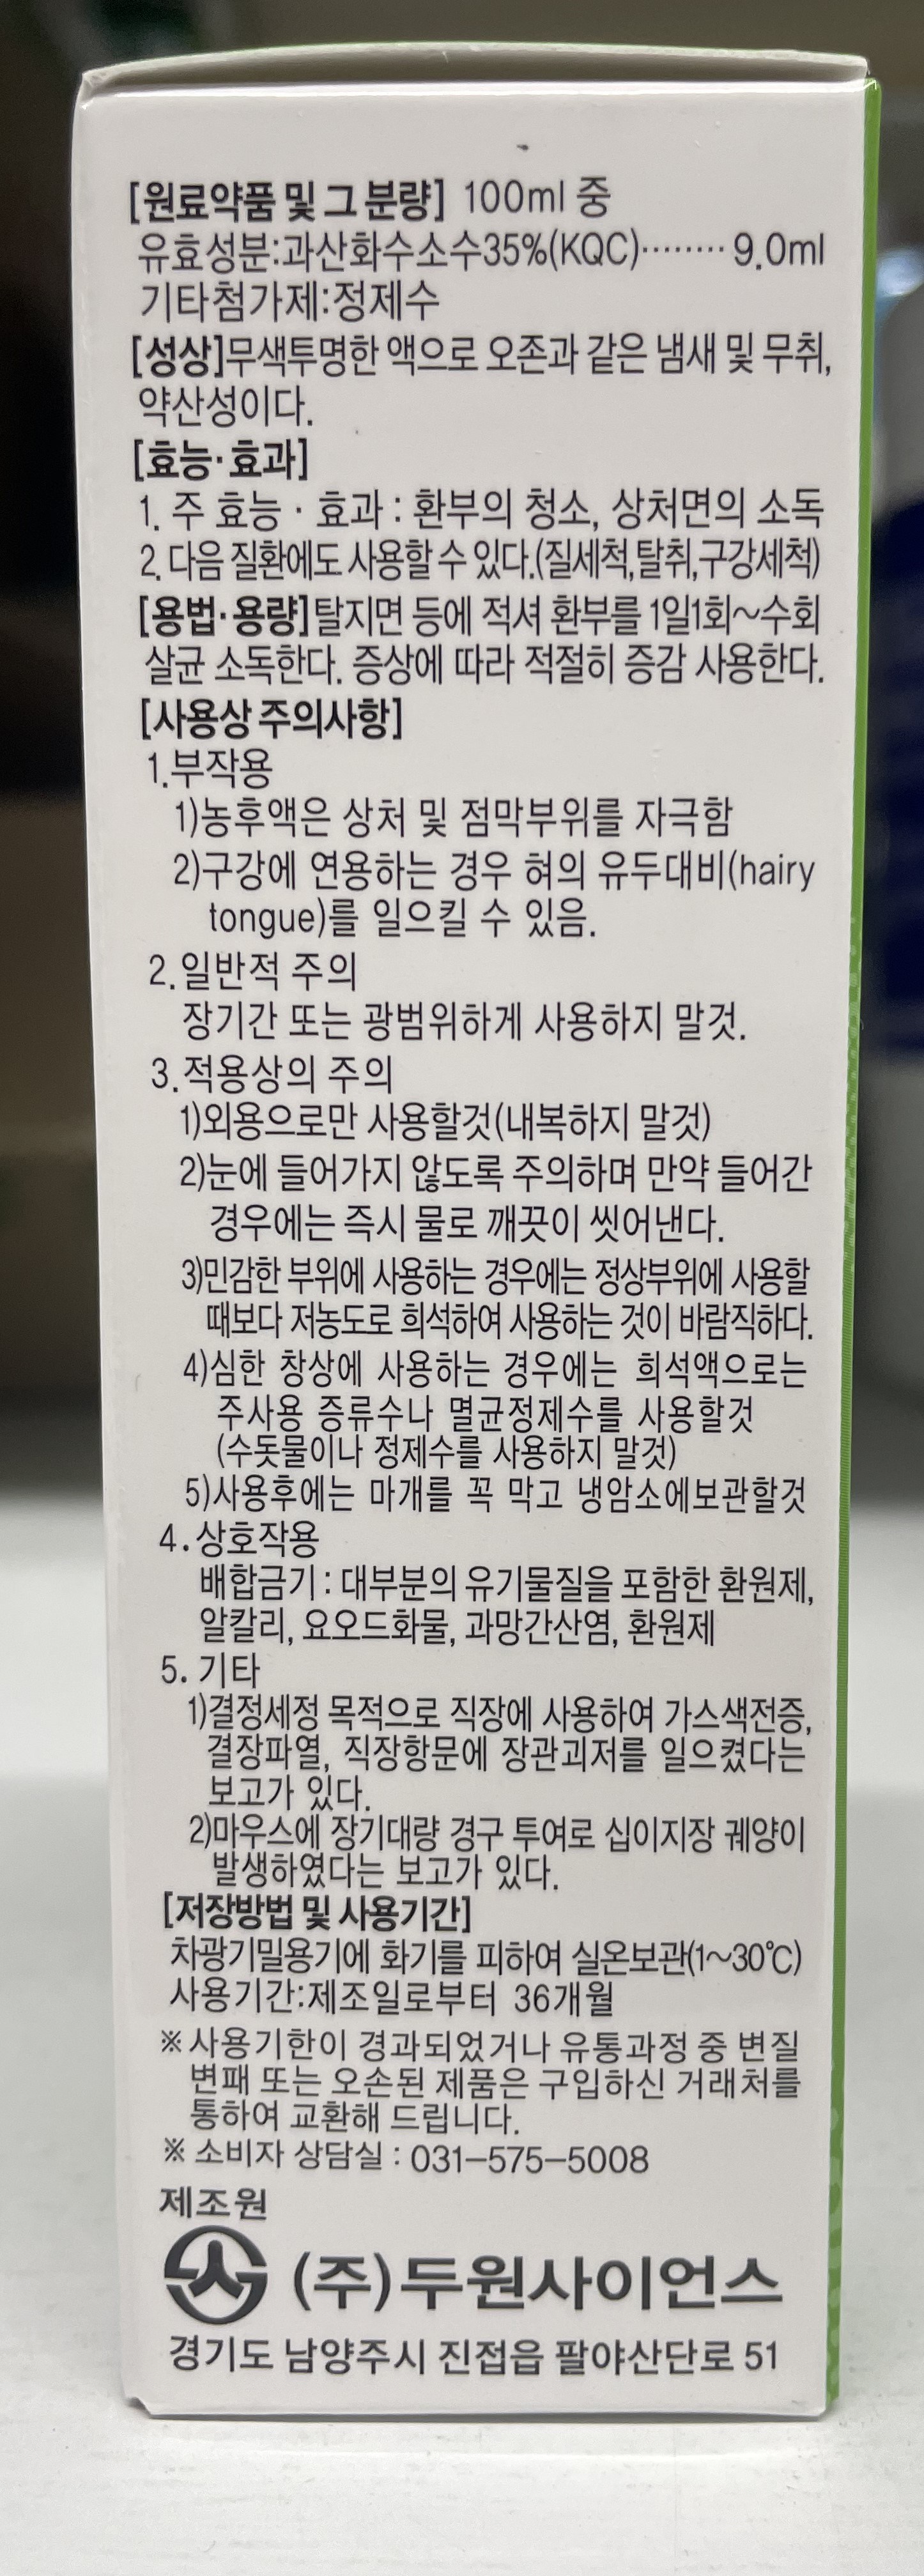 [원료약품 및 그 분량] 100ml 중
유효성분:과산화수소수35%(KQC)········ 9.0ml
기타첨가제:정제수
[성상]무색투명한 액으로 오존과 같은 냄새 및 무취,
약산성이다.
[효능·효과]
1. 주 효능 · 효과 : 환부의 청소, 상처면의 소독
2. 다음 질환에도 사용할 수 있다.(질세척,탈취,구강세척)
[용법·용량]탈지면 등에 적셔 환부를 1일1회~수회
살균 소독한다. 증상에 따라 적절히 증감 사용한다.
[사용상 주의사항]
1.부작용
1)농후액은 상처 및 점막부위를 자극함
2)구강에 연용하는 경우 혀의 유두대비(hairy
tongue)를 일으킬 수 있음.
2.일반적 주의
장기간 또는 광범위하게 사용하지 말것.
3.적용상의 주의
1)외용으로만 사용할것(내복하지 말것)
2)눈에 들어가지 않도록 주의하며 만약 들어간
경우에는 즉시 물로 깨끗이 씻어낸다.
3)민감한 부위에 사용하는 경우에는 정상부위에 사용할
때보다 저농도로 희석하여 사용하는 것이 바람직하다.
4)심한 창상에 사용하는 경우에는 희석액으로는
주사용 증류수나 멸균정제수를 사용할것
(수돗물이나 정제수를 사용하지 말것)
5)사용후에는 마개를 꼭 막고 냉암소에보관할것
4.상호작용
배합금기 : 대부분의 유기물질을 포함한 환원제,
알칼리, 요오드화물, 과망간산염, 환원제
5. 기타
1)결정세정 목적으로 직장에 사용하여 가스색전증,
결장파열, 직장항문에 장관괴저를 일으켰다는
보고가 있다.
2)마우스에 장기대량 경구 투여로 십이지장 궤양이
발생하였다는 보고가 있다.
[저장방법 및 사용기간]
차광기밀용기에 화기를 피하여 실온보관(1~30℃)
사용기간:제조일로부터 36개월
※사용기한이 경과되었거나 유통과정 중 변질
변패 또는 오손된 제품은 구입하신 거래처를
통하여 교환해 드립니다.
※ 소비자 상담실 : 031-575-5008
제조원
(주)두원사이언스
경기도 남양주시 진접읍 팔야산단로 51